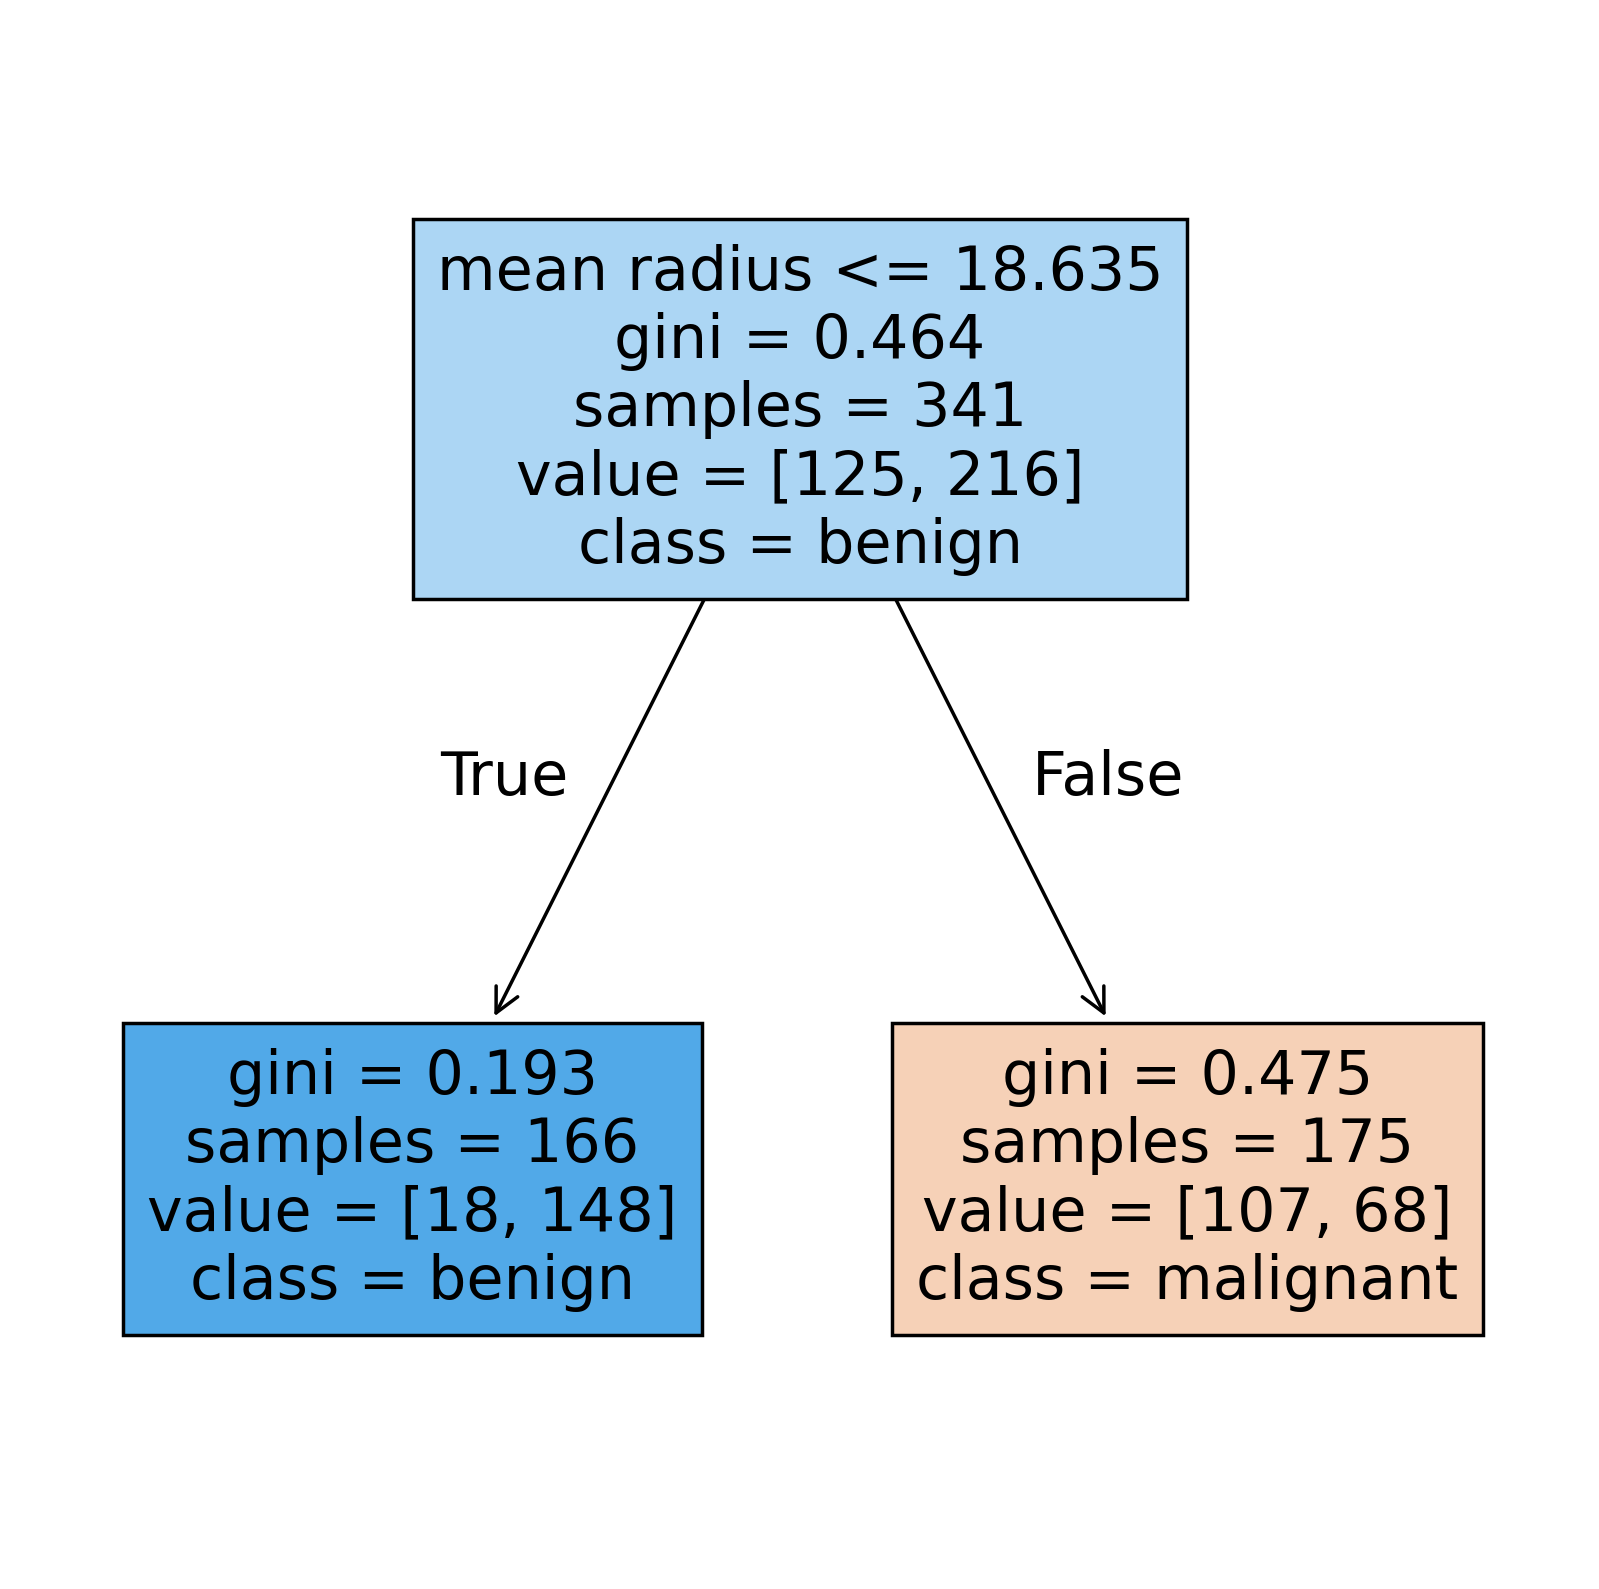 mean radius <= 18.635
gini = 0.464
samples = 341
value = [125, 216]
class = benign
True
False
gini = 0.193
samples = 166
value = [18, 148]
class = benign
gini = 0.475
samples = 175
value = [107, 68]
class = malignant